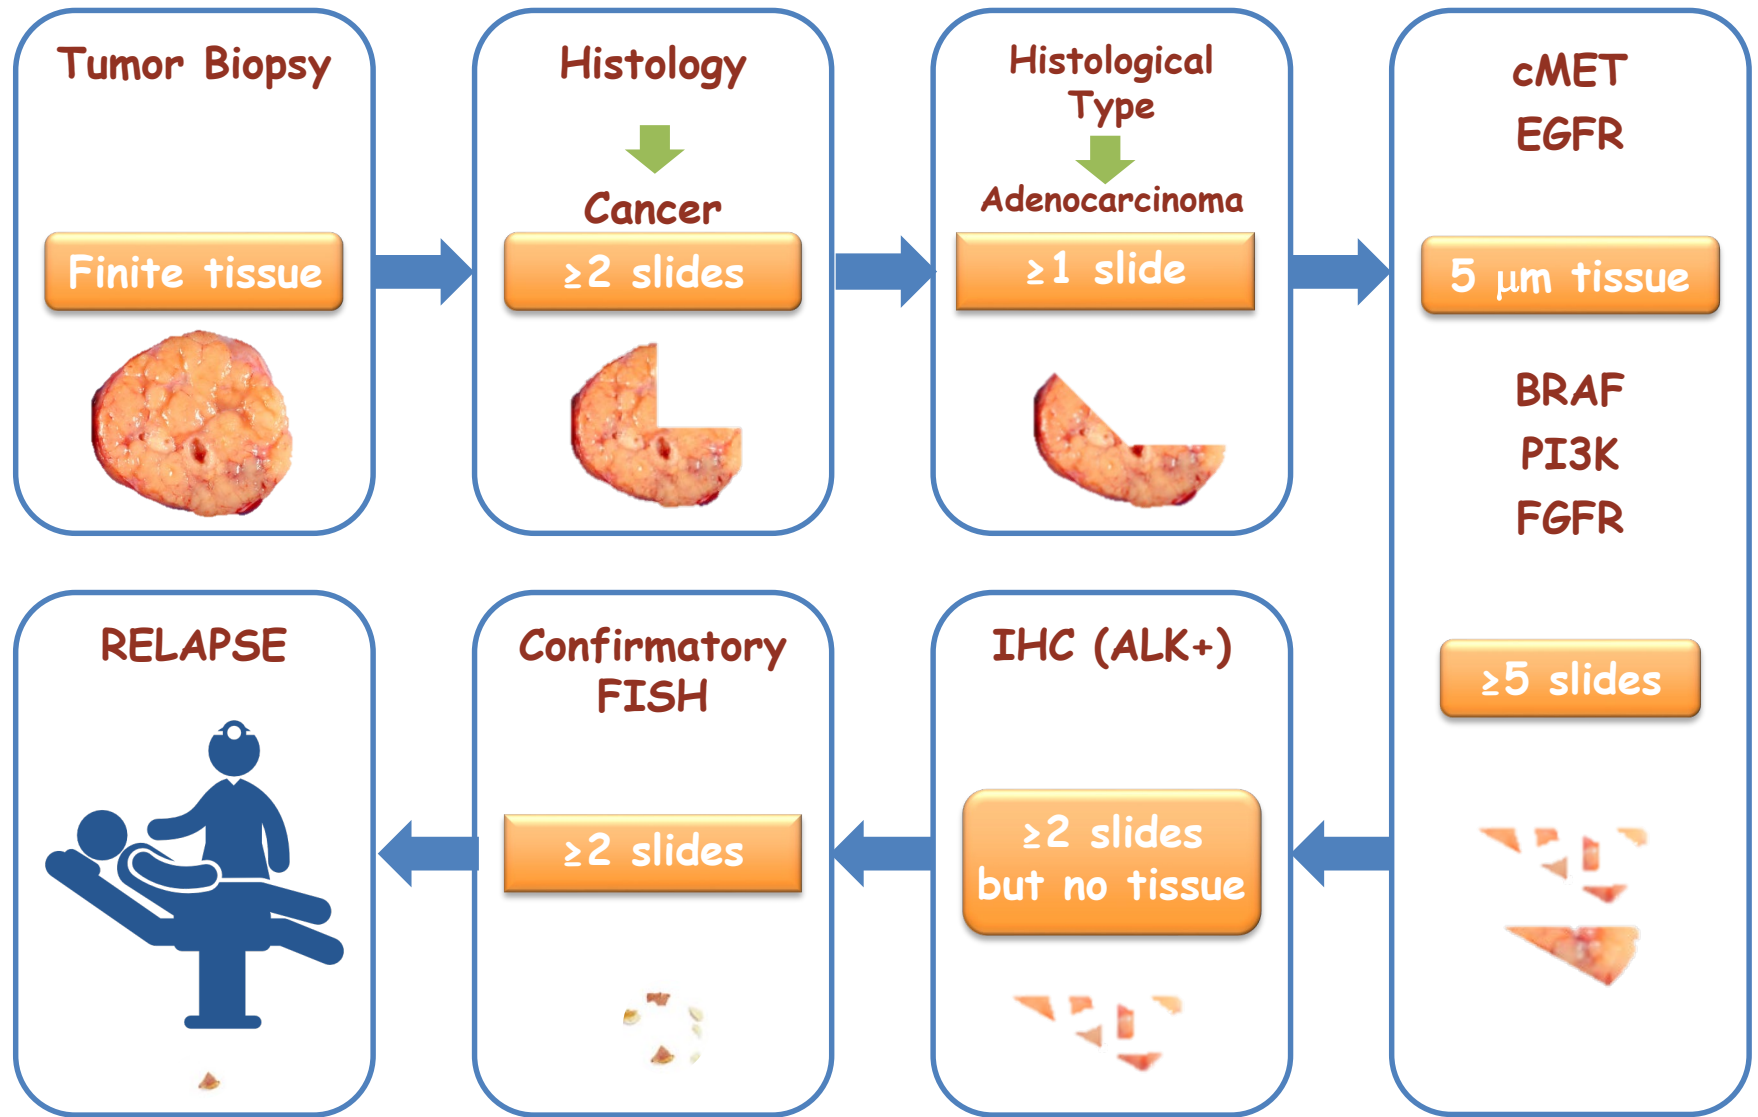 Tumor Biopsy
Finite tissue
Histology
Cancer
≥2 slides
Histological
Type
Adenocarcinoma
≥1 slide
cMET
EGFR
5 μm tissue
BRAF
PI3K
FGFR
≥5 slides
IHC (ALK+)
≥2 slides
but no tissue
Confirmatory
FISH
≥2 slides
RELAPSE